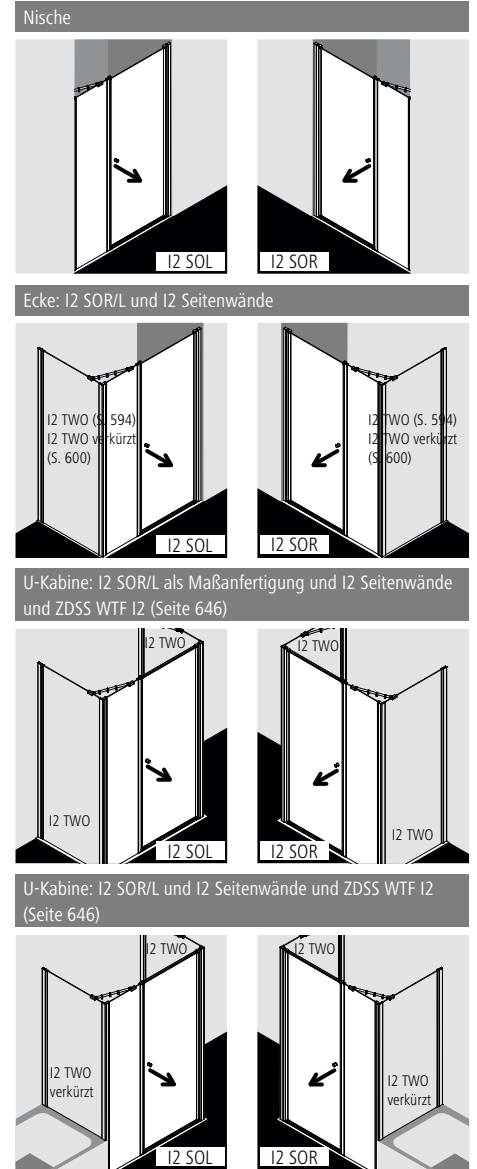 Nische
I2 SOL
I2 SOR
Ecke: I2 SOR/L und I2 Seitenwände
I2 TWO (S. 594)
I2 TWO verkürzt
(S. 600)
I2 SOL
I2 TWO (S. 594)
I2 TWO verkürzt
(S. 600)
I2 SOR
U-Kabine: I2 SOR/L als Maßanfertigung und I2 Seitenwände
und ZDSS WTF I2 (Seite 646)
I2 TWO
I2 TWO
I2 SOL
I2 TWO
I2 TWO
I2 SOR
U-Kabine: I2 SOR/L und I2 Seitenwände und ZDSS WTF I2
(Seite 646)
I2 TWO
I2 TWO
verkürzt
I2 SOL
I2 TWO
I2 TWO
verkürzt
I2 SOR